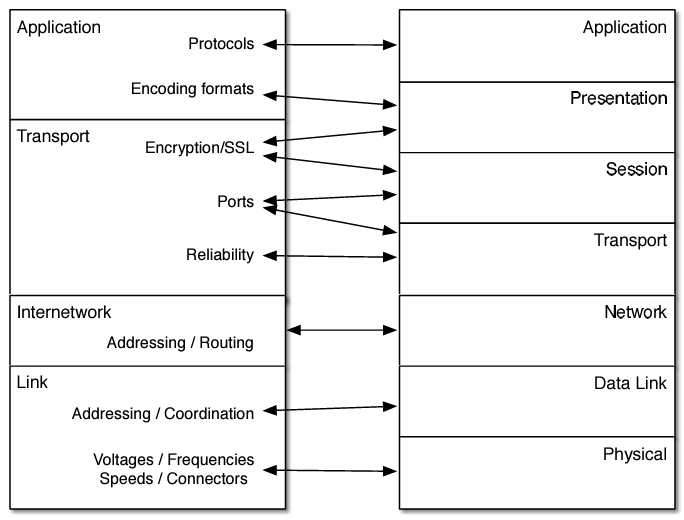 Application
Protocols
Encoding formats
Transport
Encryption/SSL
Ports
Reliability
Internetwork
Addressing / Routing
Link
Addressing / Coordination
Voltages / Frequencies
Speeds / Connectors
Application
Presentation
Session
Transport
Network
Data Link
Physical